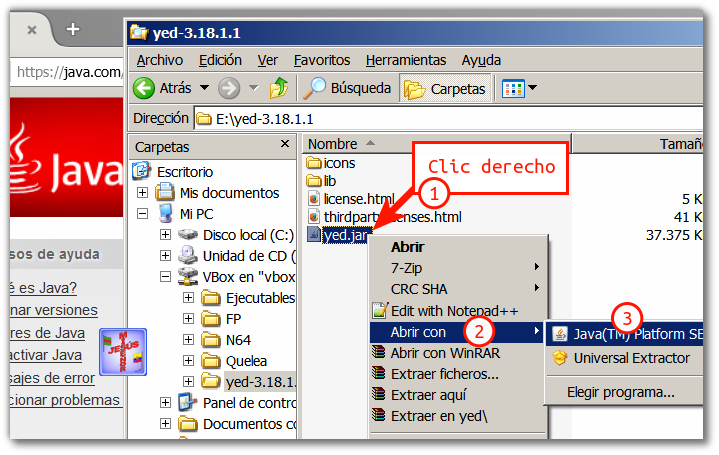 yed-3.18.1.1
Archivo Edición Ver Favoritos Herramientas Ayuda
https://java.com/
Atrás Búsqueda Carpetas
Dirección E:\yed-3.18.1.1
Carpetas
Nombre Tamaño
Java
Escritorio
Mis documentos
Mi PC
Disco local (C:)
Unidad de CD (
VBox en "vbox
Ejecutables
FP
N64
Quelea
yed-3.18.1.
Panel de contro
Documentos co
icons
lib
license.html 5 K
thirdpartylicenses.html 41 K
yed.jar 37.375 K
Clic derecho
1
Abrir
7-Zip
CRC SHA
Edit with Notepad++
Abrir con
2
Abrir con WinRAR
Extraer ficheros...
Extraer aquí
Extraer en yed\
3
Java(TM) Platform SE
Universal Extractor
Elegir programa...
sos de ayuda
é es Java?
nar versiones
res de Java
activar Java
sajes de error
cionar problemas
JESÚS